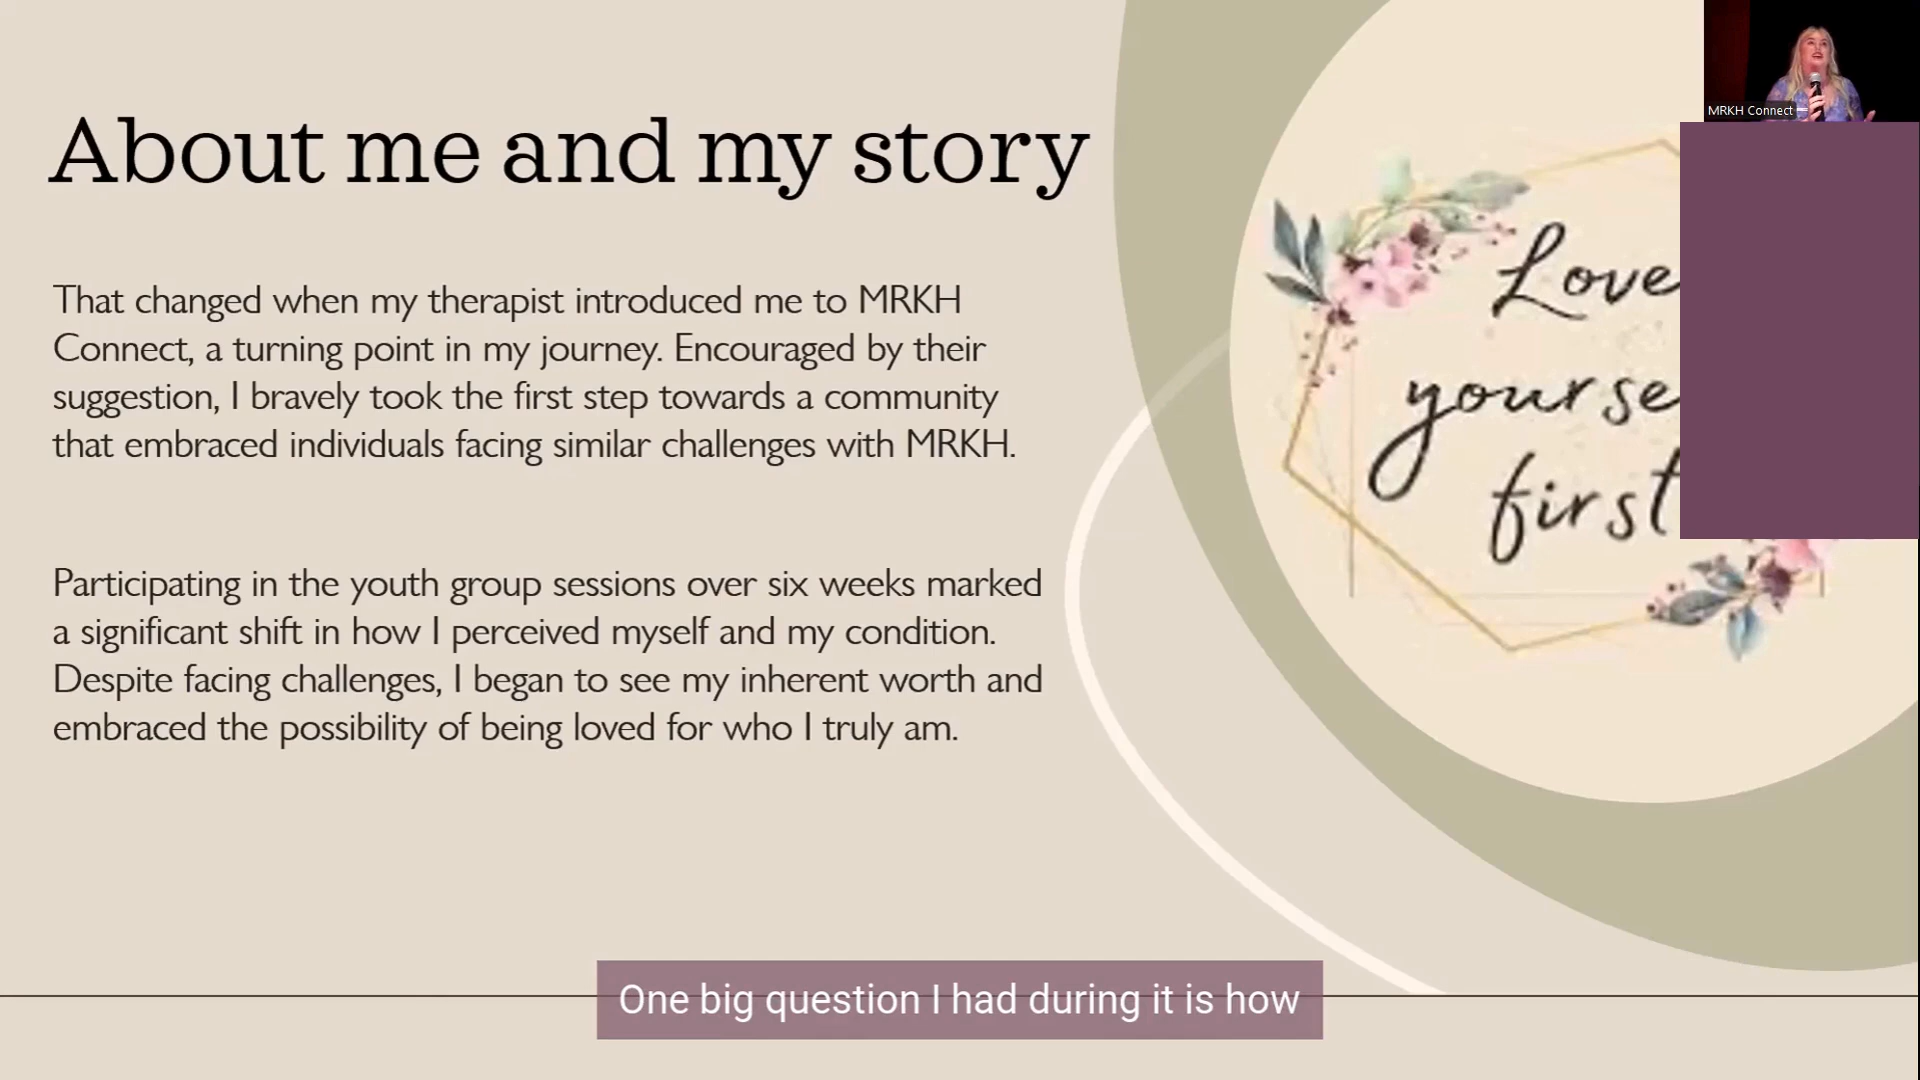 About me and my story
That changed when my therapist introduced me to MRKH
Connect, a turning point in my journey. Encouraged by their
suggestion, I bravely took the first step towards a community
that embraced individuals facing similar challenges with MRKH.
Participating in the youth group sessions over six weeks marked
a significant shift in how I perceived myself and my condition.
Despite facing challenges, I began to see my inherent worth and
embraced the possibility of being loved for who I truly am.
Love
yourse
first
MRKH Connect
One big question I had during it is how